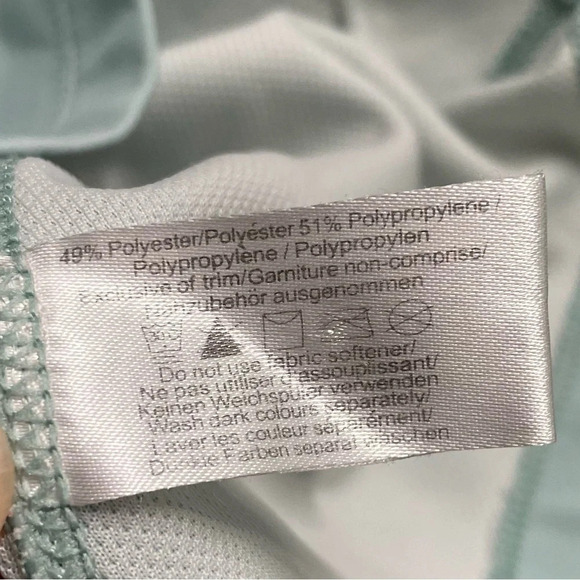 49% Polyester/Polyéster 51% Polypropylene /
Polypropylène / Polypropylen
Exclusive of trim/Garniture non-comprise/
ausgenommen
Do not use fabric softener/
Ne pas utiliser d'assouplissant/
Keinen Weichspüler verwenden
Wash dark colours separately/
Laver les couleur séparément/
Dunkle Farben separat waschen